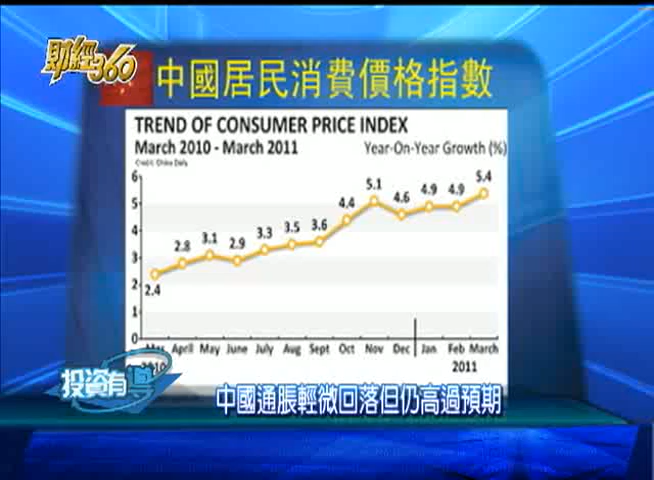 財經360
中國居民消費價格指數
TREND OF CONSUMER PRICE INDEX
March 2010 - March 2011 Year-On-Year Growth (%)
Credit: China Daily
6
5
4
3
2
1
0
2.4 2.8 3.1 2.9 3.3 3.5 3.6 4.4 5.1 4.6 4.9 4.9 5.4
Mar April May June July Aug Sept Oct Nov Dec Jan Feb March
2010 2011
投資有
中國通脹輕微回落但仍高過預期